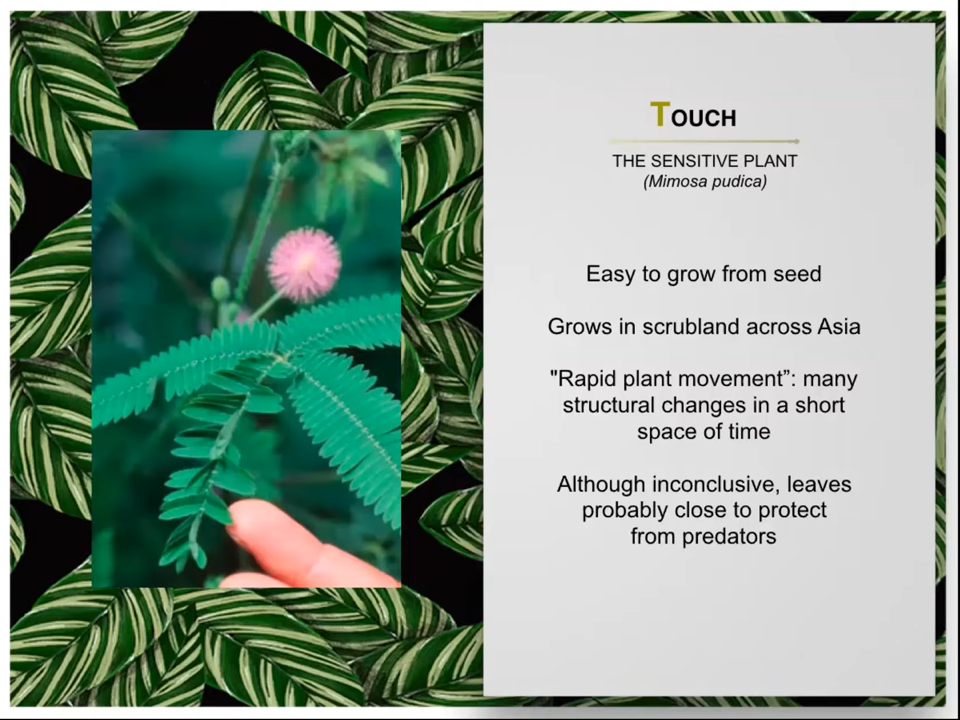 TOUCH
THE SENSITIVE PLANT
(Mimosa pudica)
Easy to grow from seed
Grows in scrubland across Asia
"Rapid plant movement”: many
structural changes in a short
space of time
Although inconclusive, leaves
probably close to protect
from predators